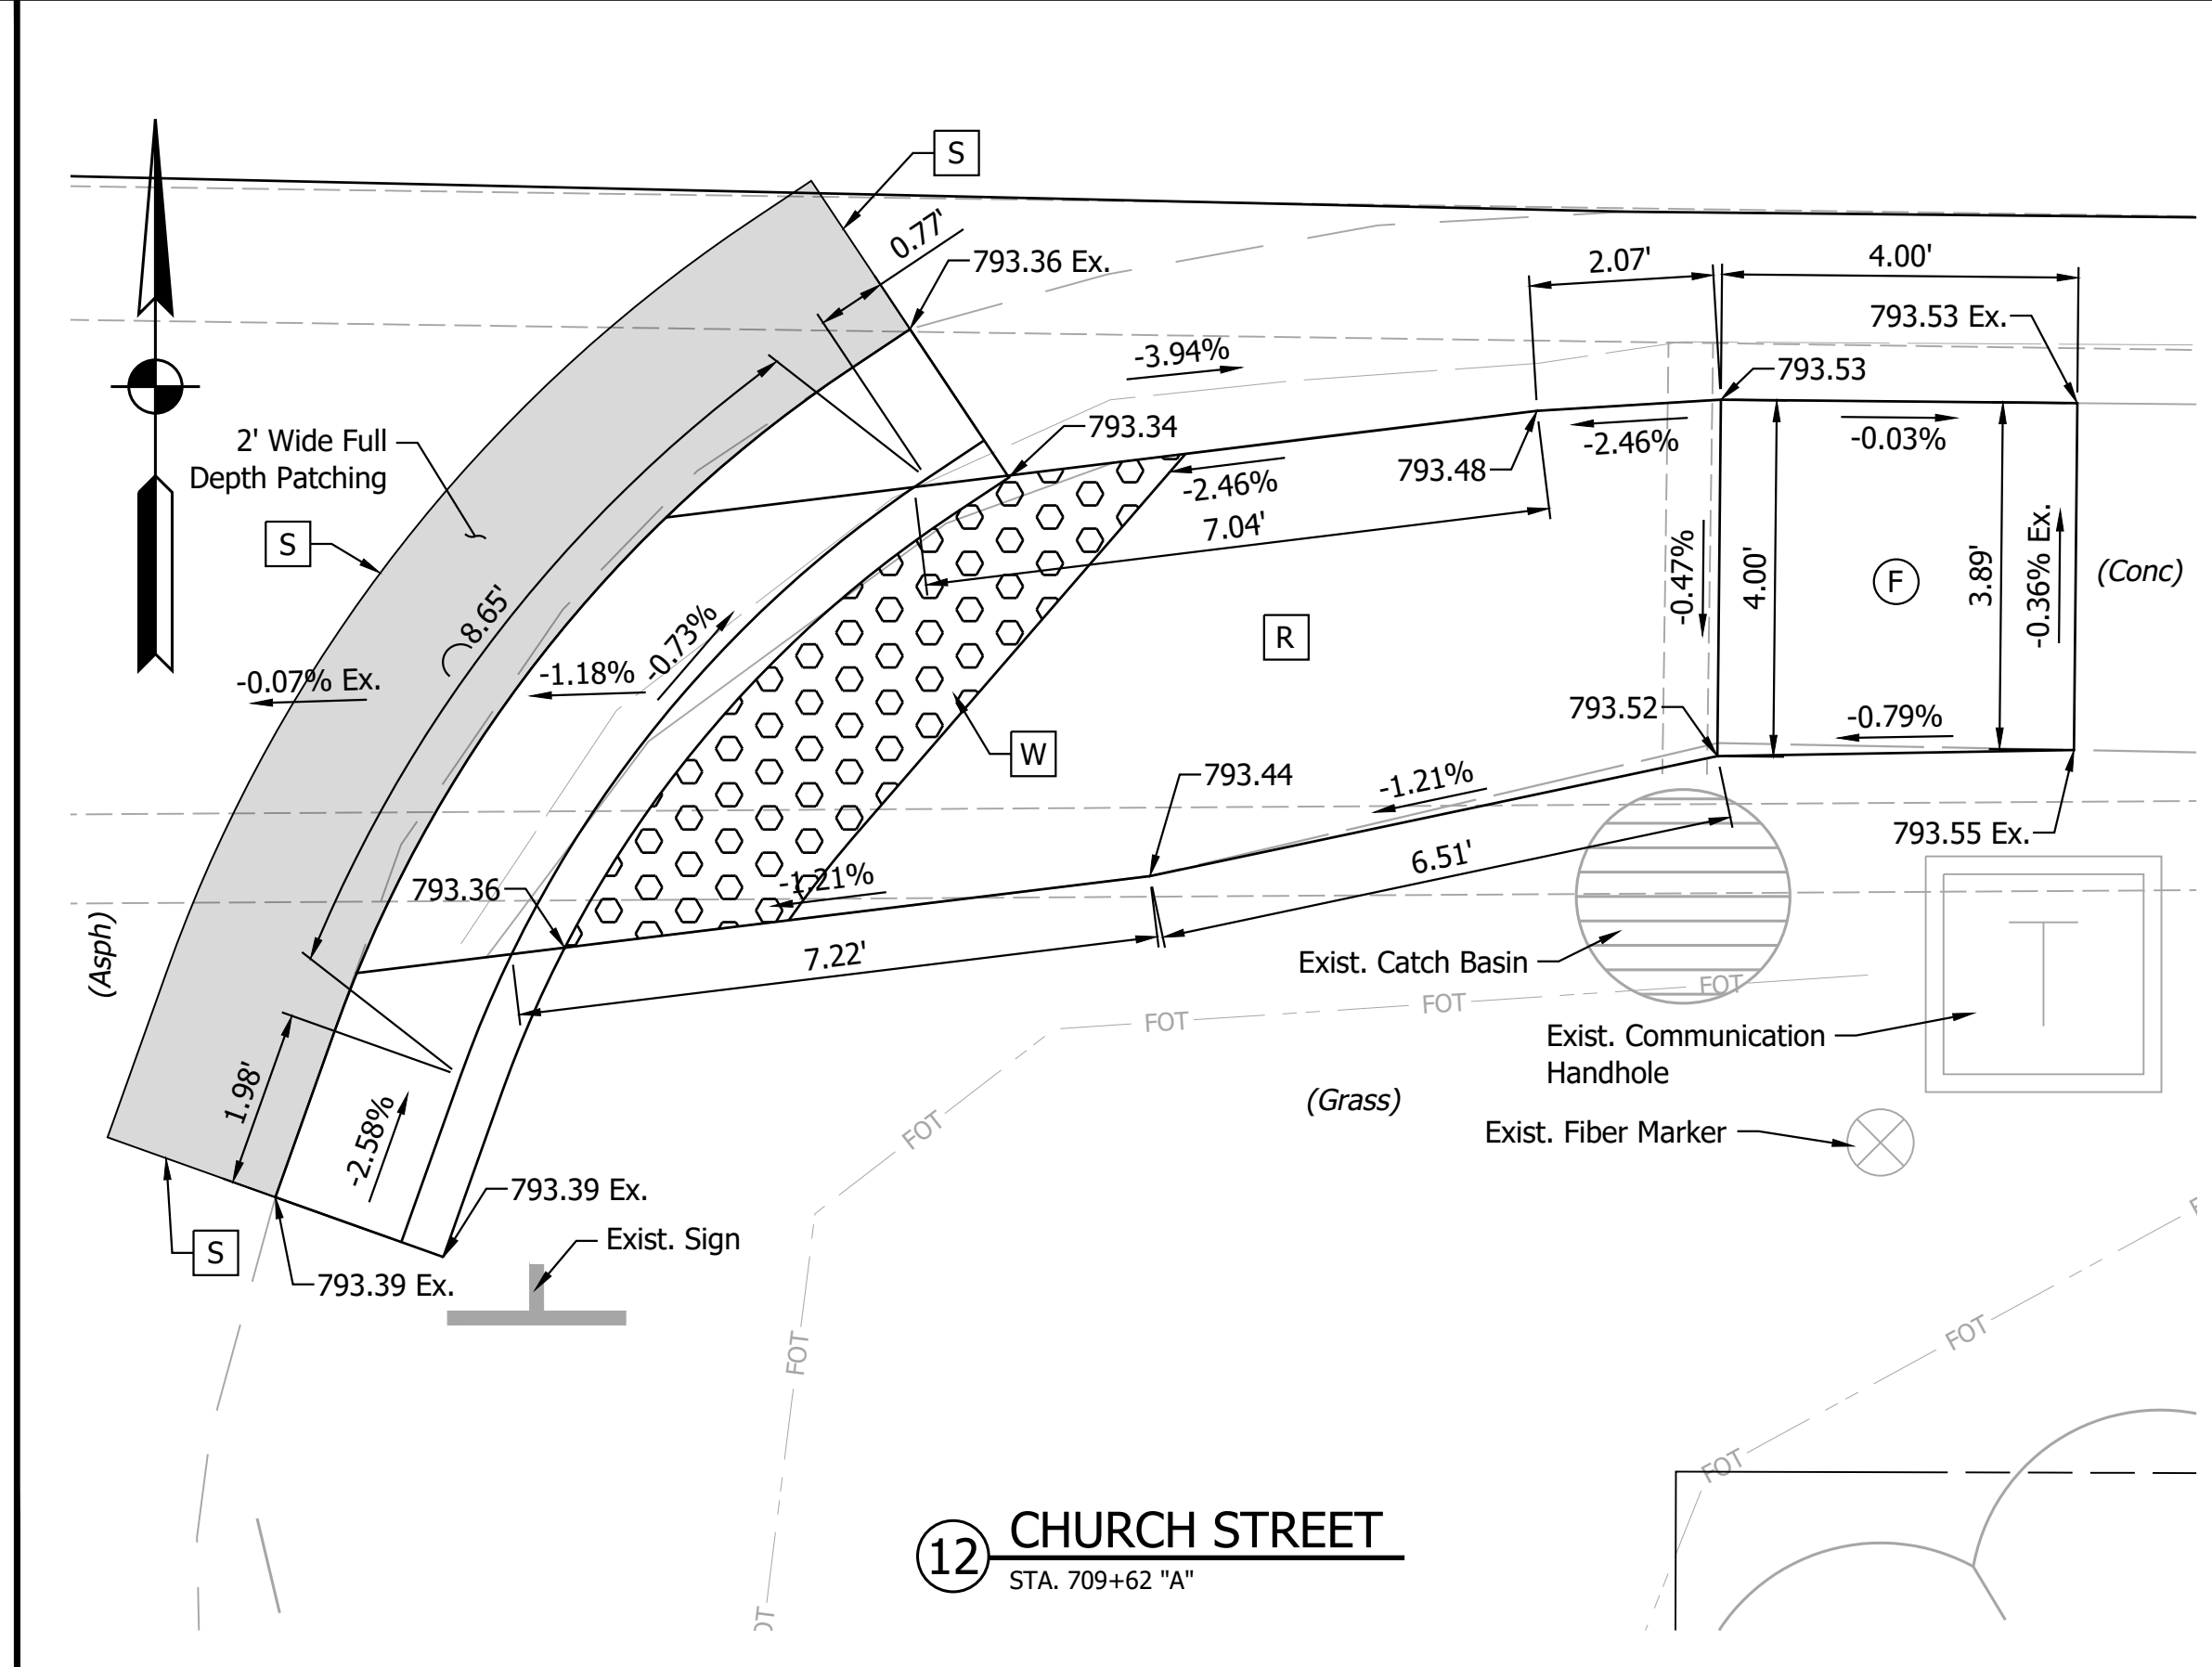 S
0.77'
793.36 Ex.
2.07'
4.00'
793.53 Ex.
-3.94%
793.53
2' Wide Full
Depth Patching
793.34
-2.46%
-0.03%
793.48
-2.46%
7.04'
S
-0.47%
4.00'
F
3.89'
-0.36% Ex.
(Conc)
8.65'
R
-0.07% Ex.
-1.18%
-0.73%
793.52
-0.79%
W
793.44
-1.21%
793.55 Ex.
793.36
-1.21%
6.51'
(Asph)
7.22'
Exist. Catch Basin
FOT
FOT
FOT
Exist. Communication
Handhole
1.98'
-2.58%
(Grass)
FOT
Exist. Fiber Marker
793.39 Ex.
S
Exist. Sign
793.39 Ex.
FOT
FOT
FOT
12
CHURCH STREET
STA. 709+62 "A"